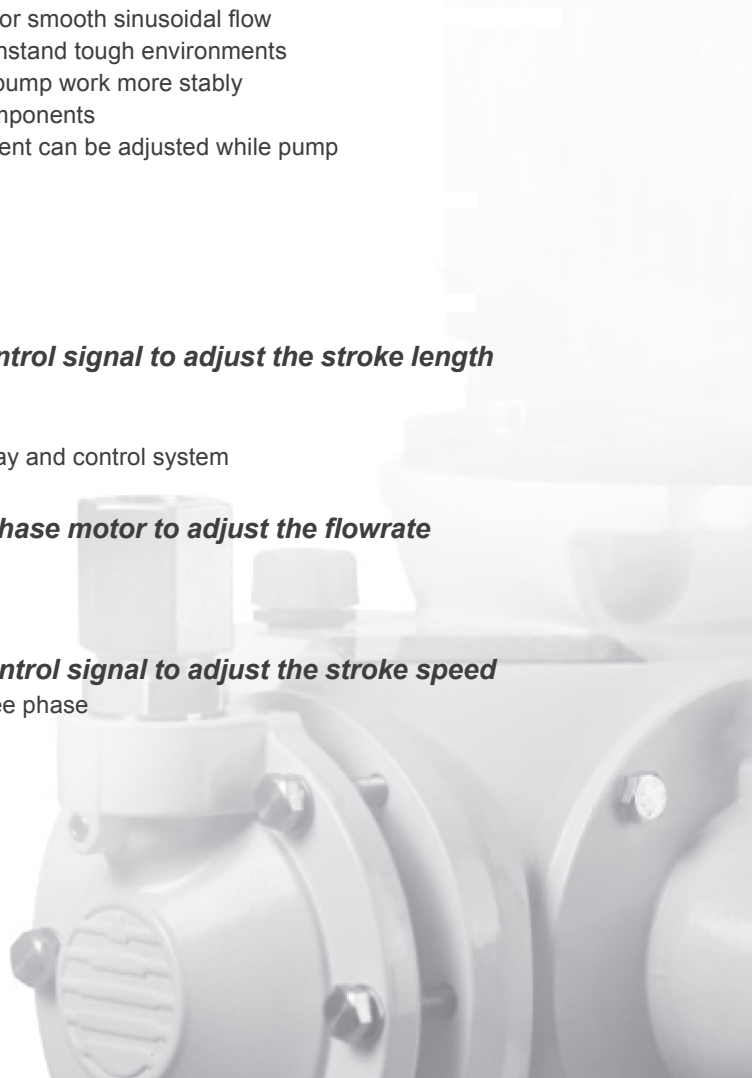 or smooth sinusoidal flow
nstand tough environments
pump work more stably
mponents
ent can be adjusted while pump
ntrol signal to adjust the stroke length
ay and control system
hase motor to adjust the flowrate
ntrol signal to adjust the stroke speed
ee phase